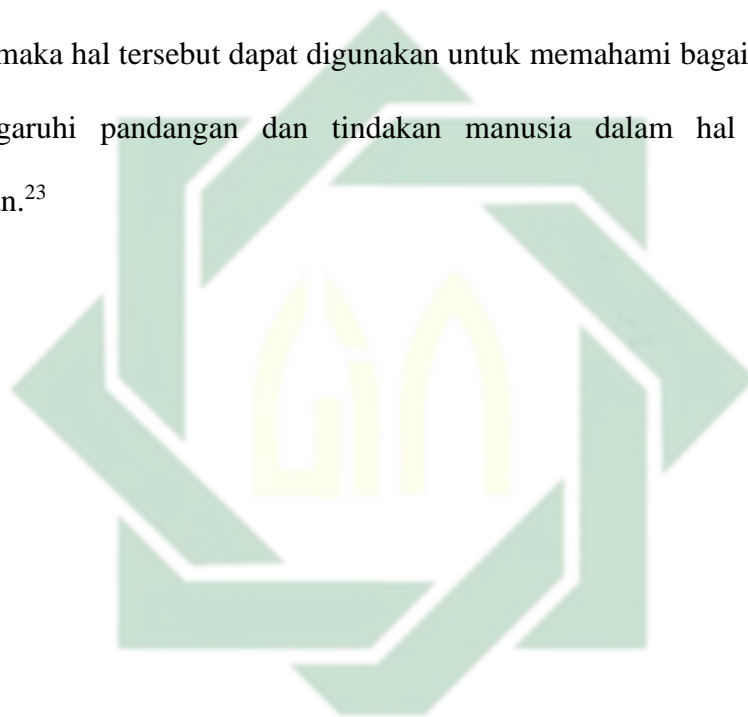 maka hal tersebut dapat digunakan untuk memahami bagai
garuhi pandangan dan tindakan manusia dalam hal
n.²³